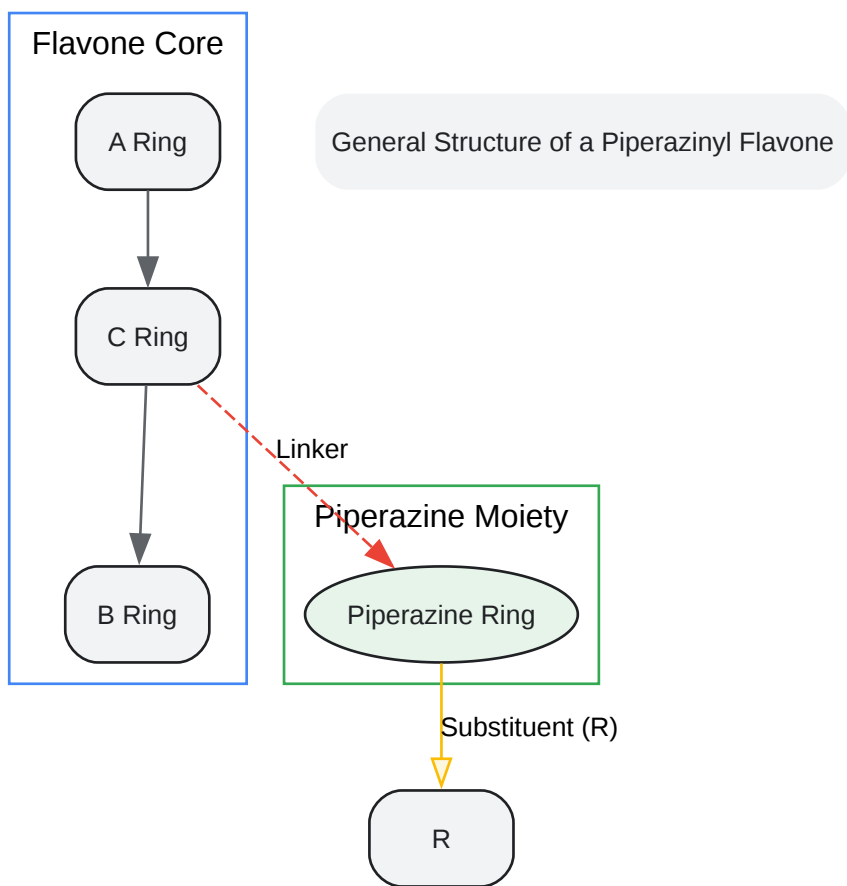 Flavone Core
A Ring
General Structure of a Piperazinyl Flavone
C Ring
Linker
Piperazine Moiety
B Ring
Piperazine Ring
Substituent (R)
R